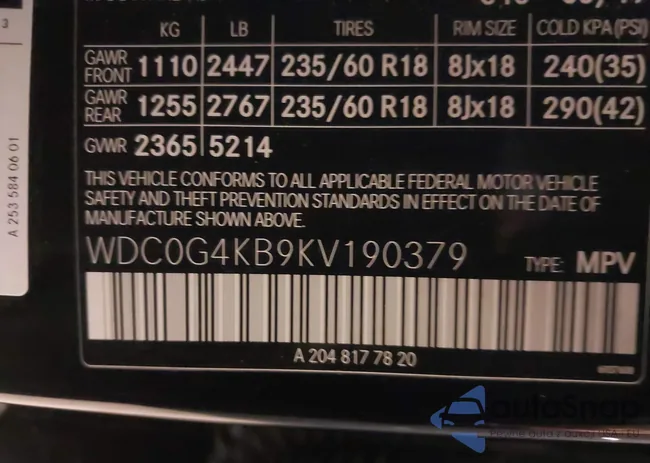 3
KG LB TIRES RIM SIZE COLD KPA(PSI)
GAWR FRONT 1110 2447 235/60 R18 8Jx18 240(35)
GAWR REAR 1255 2767 235/60 R18 8Jx18 290(42)
GVWR 2365 5214
THIS VEHICLE CONFORMS TO ALL APPLICABLE FEDERAL MOTOR VEHICLE
SAFETY AND THEFT PREVENTION STANDARDS IN EFFECT ON THE DATE OF
MANUFACTURE SHOWN ABOVE.
WDC0G4KB9KV190379 TYPE: MPV
A 204 817 78 20
A 253 584 06 01
autoSnap